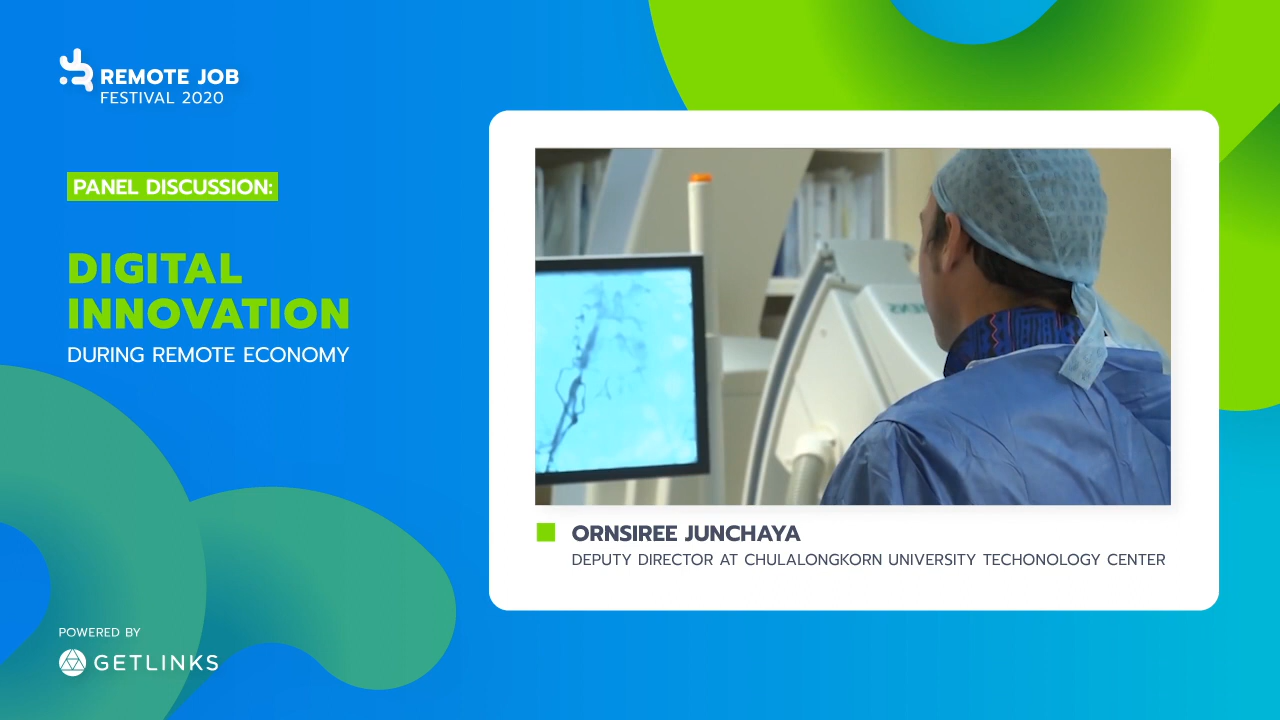 REMOTE JOB
FESTIVAL 2020
PANEL DISCUSSION:
DIGITAL
INNOVATION
DURING REMOTE ECONOMY
SIEMENS
ORNSIREE JUNCHAYA
DEPUTY DIRECTOR AT CHULALONGKORN UNIVERSITY TECHONOLOGY CENTER
POWERED BY
GETLINKS